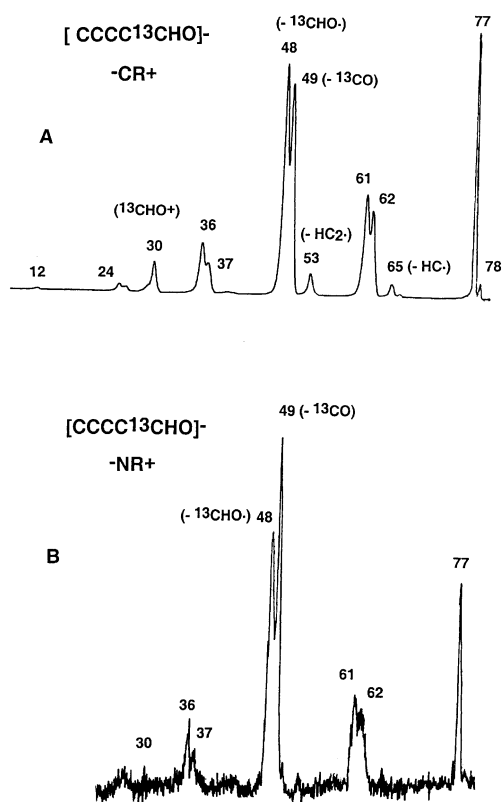 [ CCCC13CHO]-
-CR+
A
(- 13CHO·)
48
49 (- 13CO)
77
61
62
(13CHO+)
30
36
37
(- HC2·)
53
65 (- HC·)
78
12
24
[CCCC13CHO]-
-NR+
B
49 (- 13CO)
(- 13CHO·) 48
77
61
62
36
37
30